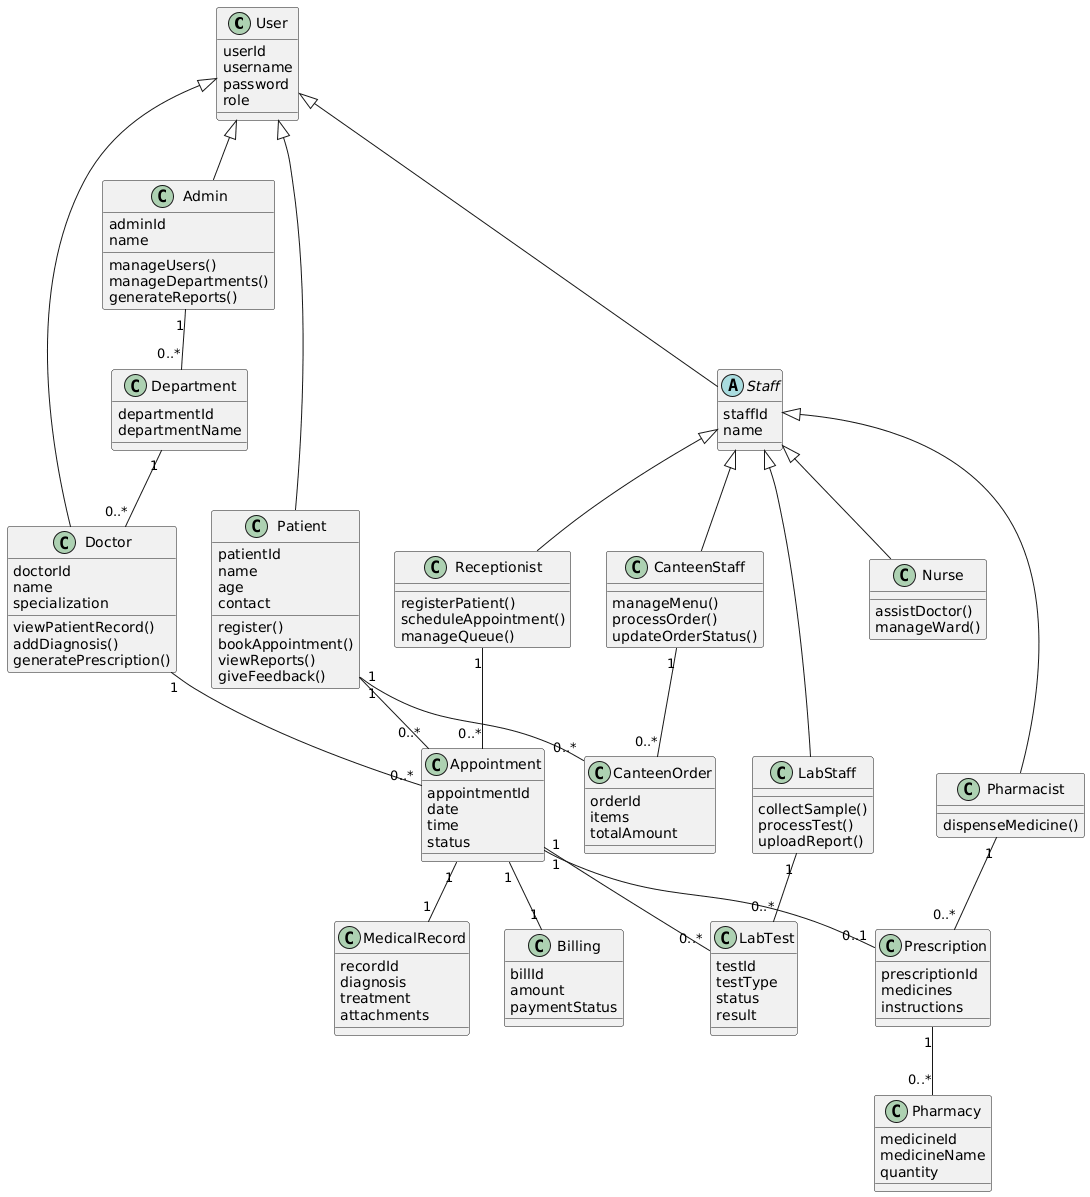 C User
userId
username
password
role
C Admin
adminId
name
manageUsers()
manageDepartments()
generateReports()
1
0..*
C Department
departmentId
departmentName
1
0..*
A Staff
staffId
name
C Doctor
doctorId
name
specialization
viewPatientRecord()
addDiagnosis()
generatePrescription()
1
0..*
C Patient
patientId
name
age
contact
register()
bookAppointment()
viewReports()
giveFeedback()
1
1
0..*
0..*
C Receptionist
registerPatient()
scheduleAppointment()
manageQueue()
1
0..*
C CanteenStaff
manageMenu()
processOrder()
updateOrderStatus()
1
0..*
C Nurse
assistDoctor()
manageWard()
C Appointment
appointmentId
date
time
status
1
1
1
1
C CanteenOrder
orderId
items
totalAmount
C LabStaff
collectSample()
processTest()
uploadReport()
1
0..*
C Pharmacist
dispenseMedicine()
1
0..*
1
1
0..*
0..1
C MedicalRecord
recordId
diagnosis
treatment
attachments
C Billing
billId
amount
paymentStatus
C LabTest
testId
testType
status
result
C Prescription
prescriptionId
medicines
instructions
1
0..*
C Pharmacy
medicineId
medicineName
quantity